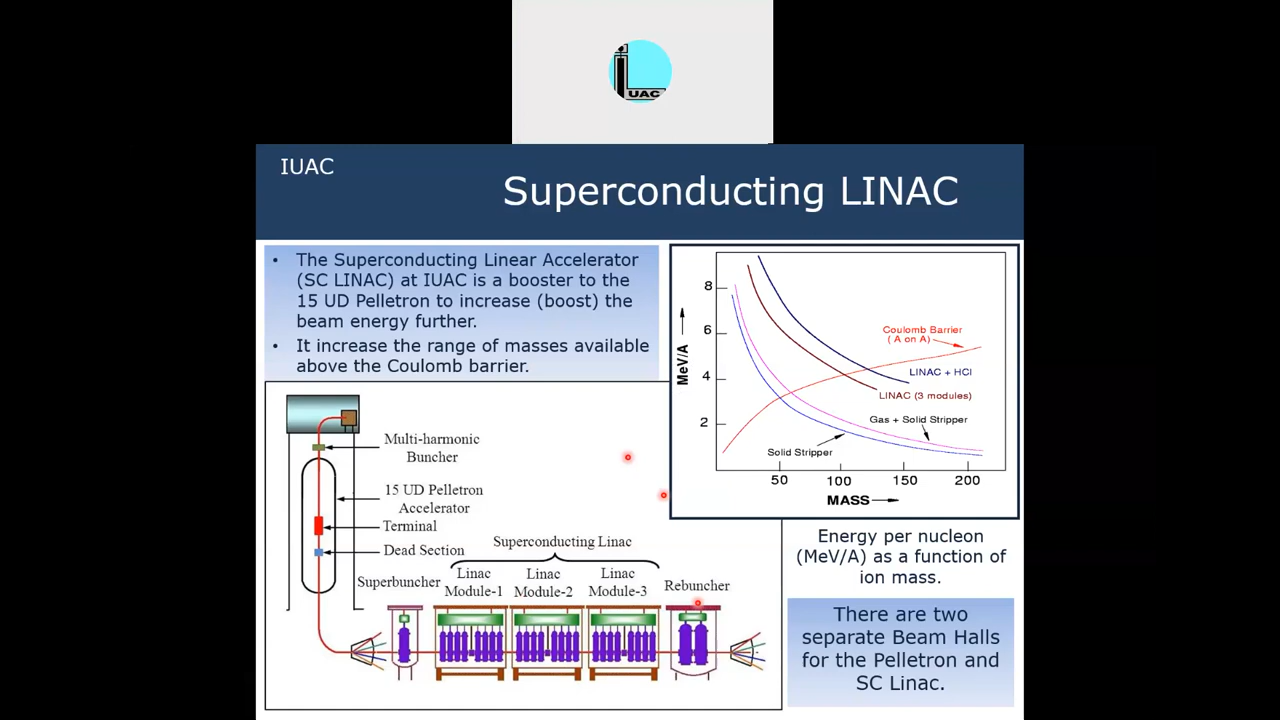 UAC
IUAC
Superconducting LINAC
• The Superconducting Linear Accelerator
(SC LINAC) at IUAC is a booster to the
15 UD Pelletron to increase (boost) the
beam energy further.
• It increase the range of masses available
above the Coulomb barrier.
Multi-harmonic
Buncher
15 UD Pelletron
Accelerator
Terminal
Dead Section
Superconducting Linac
Superbuncher
Linac
Module-1
Linac
Module-2
Linac
Module-3
Rebuncher
MeV/A
8
6
4
2
Coulomb Barrier
( A on A)
LINAC + HCI
LINAC (3 modules)
Gas + Solid Stripper
Solid Stripper
50
100
150
200
MASS
Energy per nucleon
(MeV/A) as a function of
ion mass.
There are two
separate Beam Halls
for the Pelletron and
SC Linac.